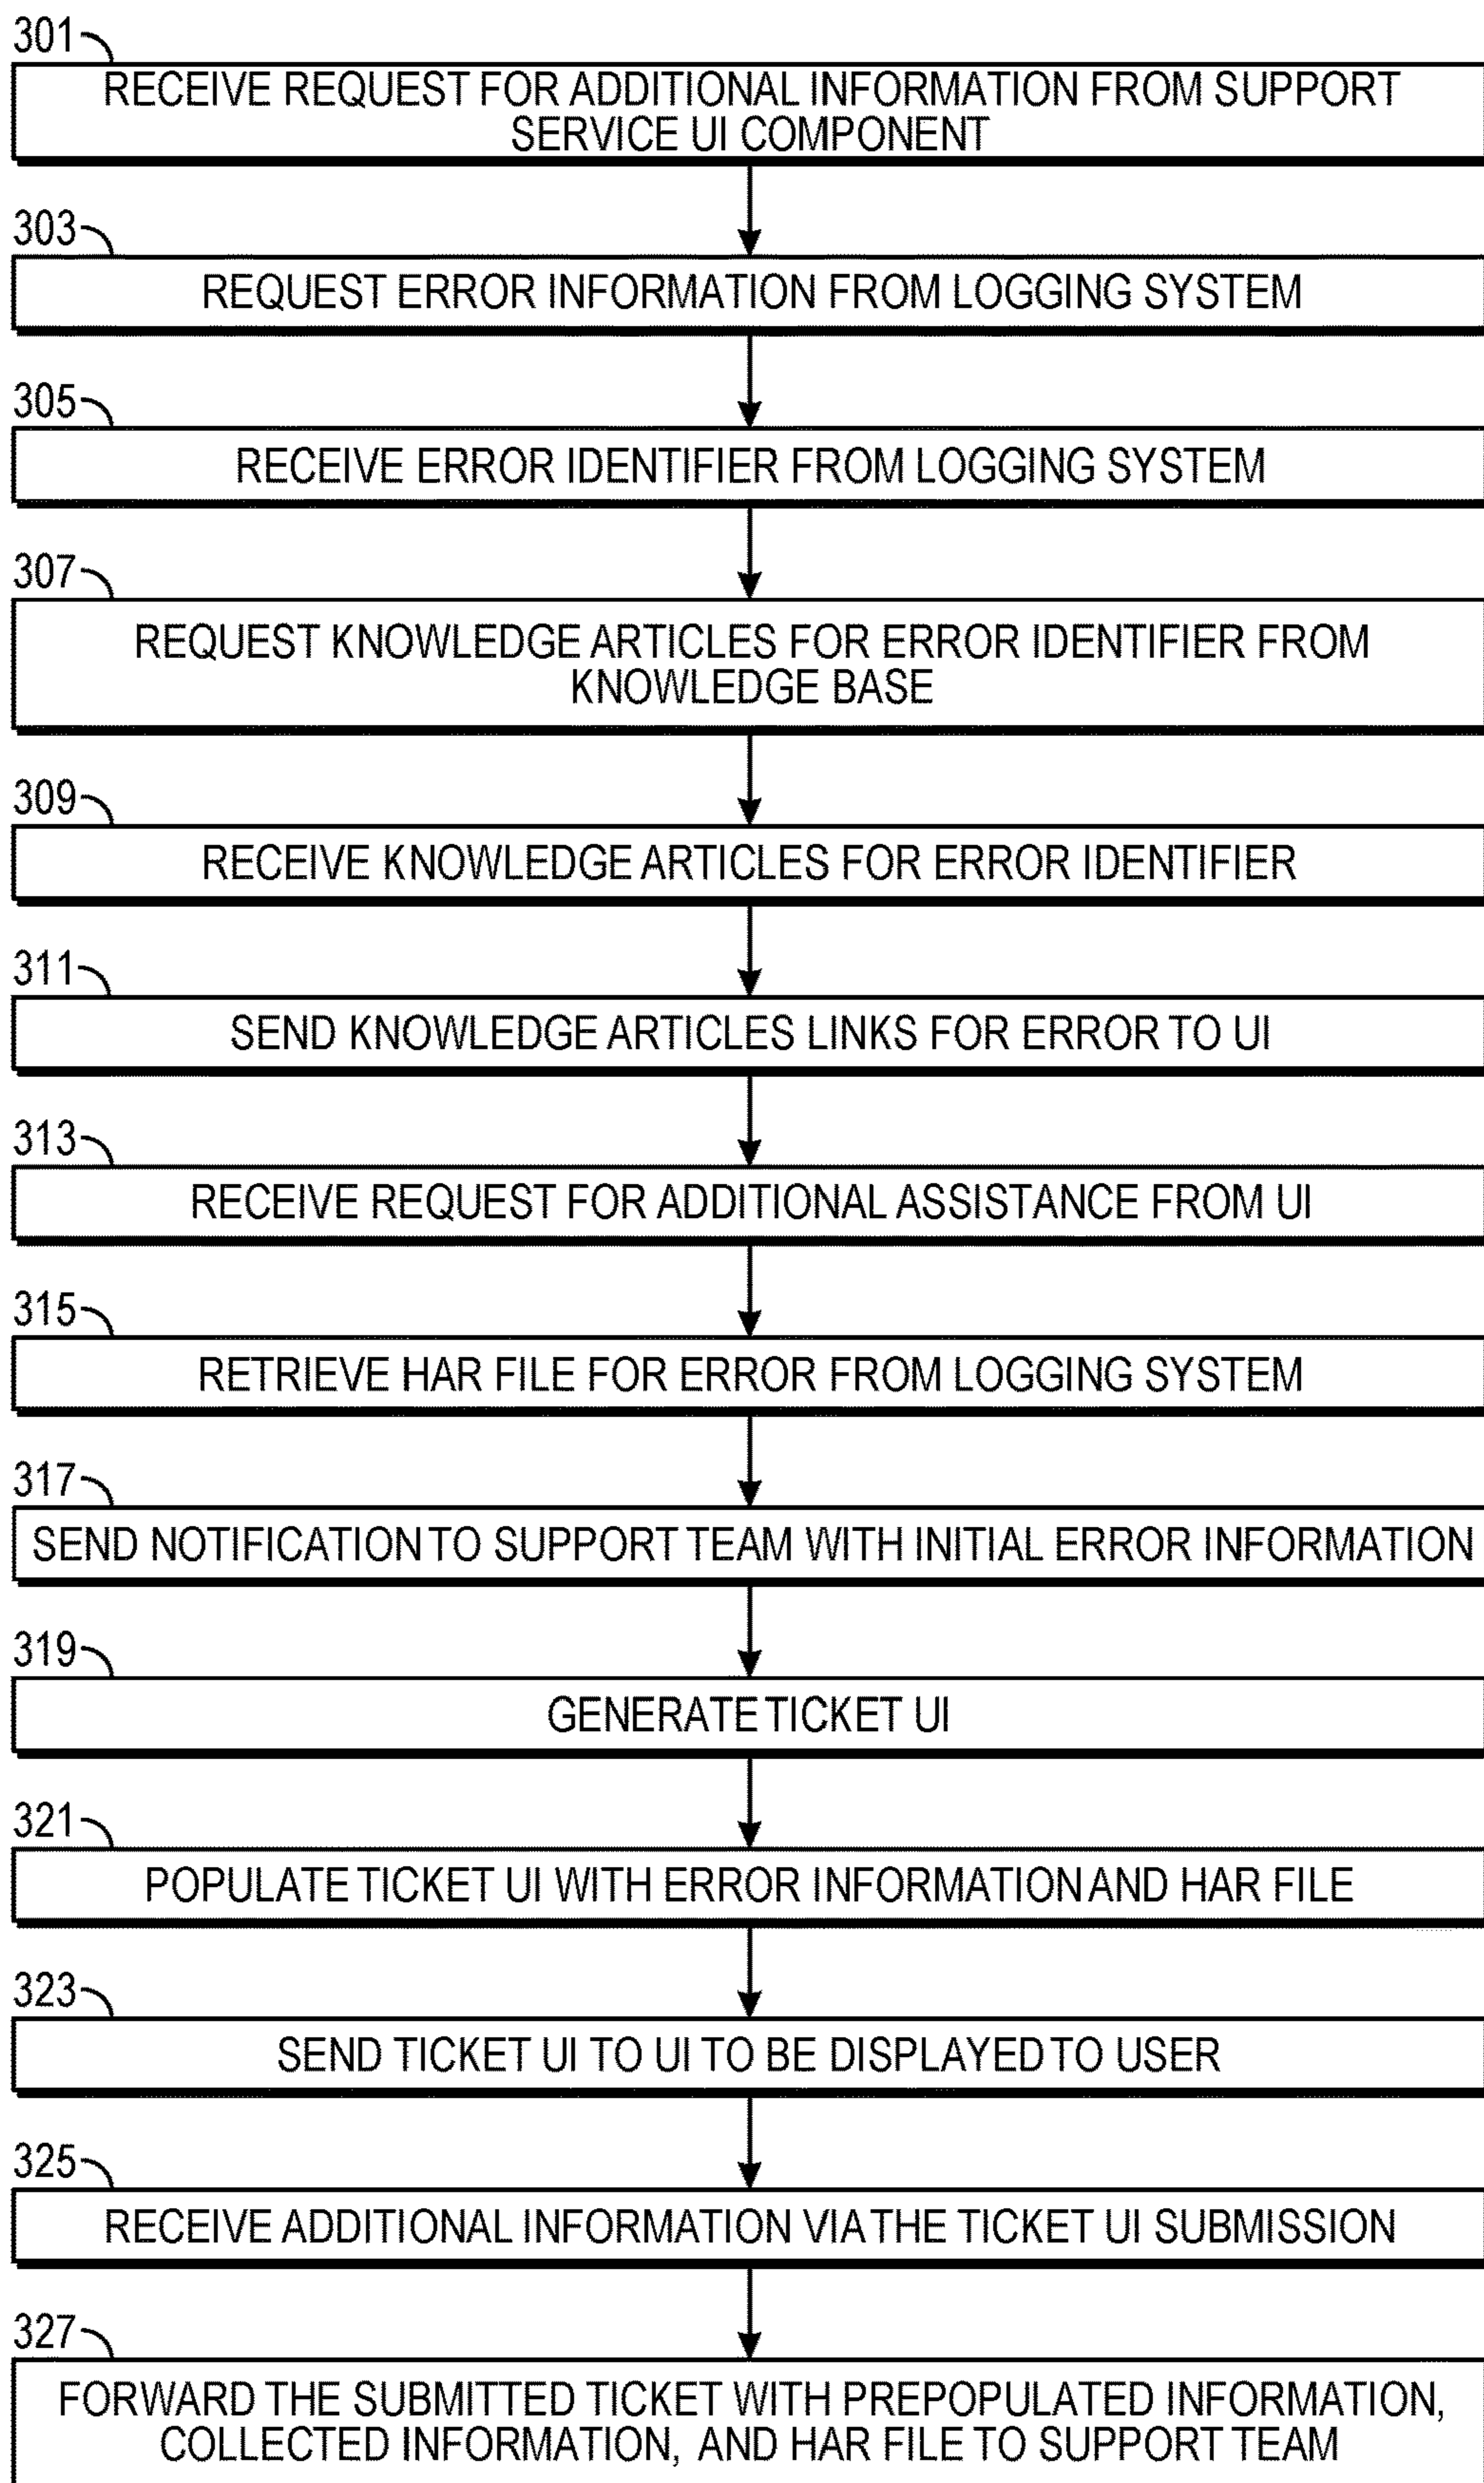 301
RECEIVE REQUEST FOR ADDITIONAL INFORMATION FROM SUPPORT
SERVICE UI COMPONENT
303
REQUEST ERROR INFORMATION FROM LOGGING SYSTEM
305
RECEIVE ERROR IDENTIFIER FROM LOGGING SYSTEM
307
REQUEST KNOWLEDGE ARTICLES FOR ERROR IDENTIFIER FROM
KNOWLEDGE BASE
309
RECEIVE KNOWLEDGE ARTICLES FOR ERROR IDENTIFIER
311
SEND KNOWLEDGE ARTICLES LINKS FOR ERROR TO UI
313
RECEIVE REQUEST FOR ADDITIONAL ASSISTANCE FROM UI
315
RETRIEVE HAR FILE FOR ERROR FROM LOGGING SYSTEM
317
SEND NOTIFICATION TO SUPPORT TEAM WITH INITIAL ERROR INFORMATION
319
GENERATE TICKET UI
321
POPULATE TICKET UI WITH ERROR INFORMATION AND HAR FILE
323
SEND TICKET UI TO UI TO BE DISPLAYED TO USER
325
RECEIVE ADDITIONAL INFORMATION VIA THE TICKET UI SUBMISSION
327
FORWARD THE SUBMITTED TICKET WITH PREPOPULATED INFORMATION,
COLLECTED INFORMATION, AND HAR FILE TO SUPPORT TEAM